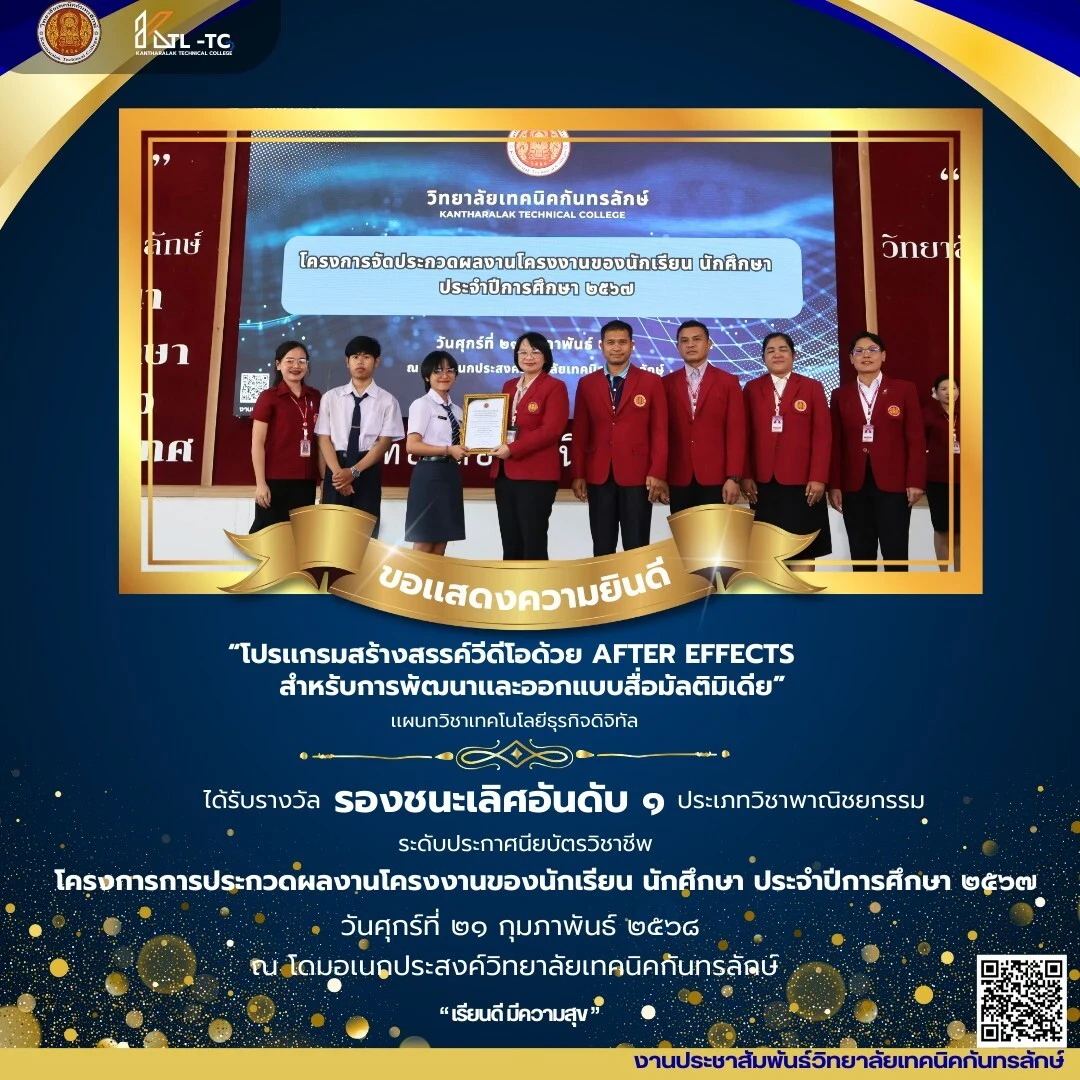 KTL -TC
KANTHARALAK TECHNICAL COLLEGE
”
“
วิทยาลัยเทคนิคกันทรลักษ์
KANTHARALAK TECHNICAL COLLEGE
ลักษ์
โครงการจัดประกวดผลงานโครงงานของนักเรียน นักศึกษา
ประจำปีการศึกษา ๒๕๖๗
วันศุกร์ที่
ขอแสดงความยินดี
“โปรแกรมสร้างสรรค์วีดีโอด้วย AFTER EFFECTS
สำหรับการพัฒนาและออกแบบสื่อมัลติมิเดีย”
แผนกวิชาเทคโนโลยีธุรกิจดิจิทัล
ได้รับรางวัล รองชนะเลิศอันดับ ๑ ประเภทวิชาพาณิชยกรรม
ระดับประกาศนียบัตรวิชาชีพ
โครงการการประกวดผลงานโครงงานของนักเรียน นักศึกษา ประจำปีการศึกษา ๒๕๖๗
วันศุกร์ที่ ๒๑ กุมภาพันธ์ ๒๕๖๘
ณ โดมอเนกประสงค์วิทยาลัยเทคนิคกันทรลักษ์
“เรียนดี มีความสุข”
งานประชาสัมพันธ์วิทยาลัยเทคนิคกันทรลักษ์